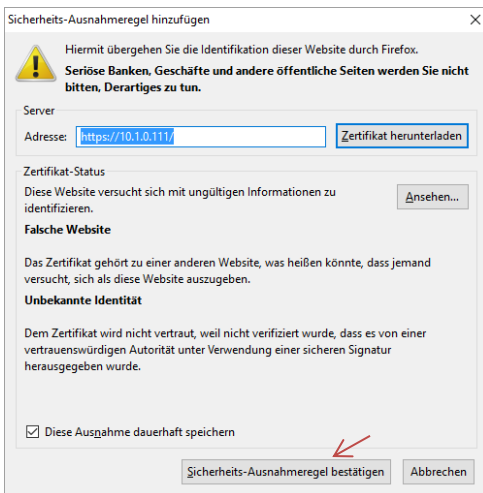 Sicherheits-Ausnahmeregel hinzufügen
Hiermit übergehen Sie die Identifikation dieser Website durch Firefox.
Seriöse Banken, Geschäfte und andere öffentliche Seiten werden Sie nicht
bitten, Derartiges zu tun.
Server
Adresse:
https://10.1.0.111/
Zertifikat herunterladen
Zertifikat-Status
Diese Website versucht sich mit ungültigen Informationen zu
identifizieren.
Ansehen...
Falsche Website
Das Zertifikat gehört zu einer anderen Website, was heißen könnte, dass jemand
versucht, sich als diese Website auszugeben.
Unbekannte Identität
Dem Zertifikat wird nicht vertraut, weil nicht verifiziert wurde, dass es von einer
vertrauenswürdigen Autorität unter Verwendung einer sicheren Signatur
herausgegeben wurde.
Diese Ausnahme dauerhaft speichern
Sicherheits-Ausnahmeregel bestätigen
Abbrechen